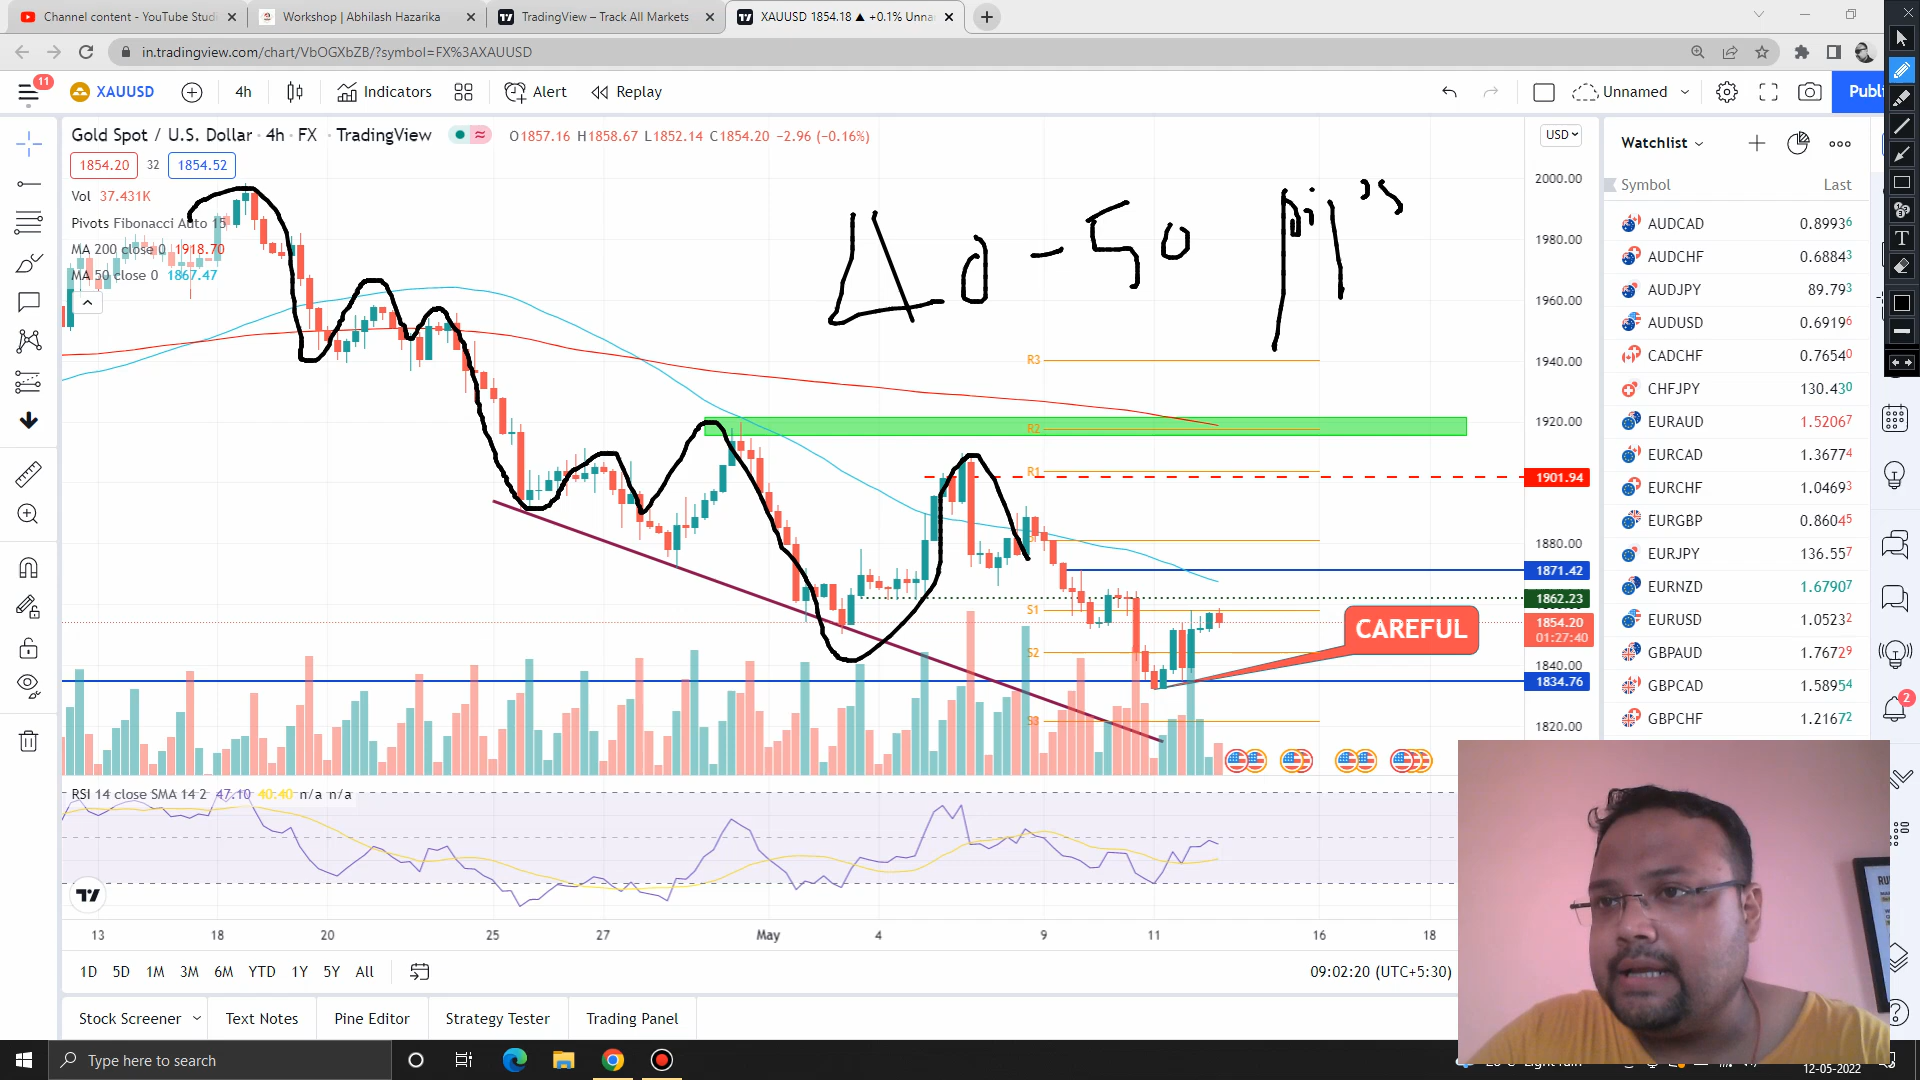 Channel content - YouTube Studi
Workshop | Abhilash Hazarika
TradingView – Track All Markets
XAUUSD 1854.18 ▲ +0.1% Unna
in.tradingview.com/chart/VbOGXbZB/?symbol=FX%3AXAUUSD
11
XAUUSD
4h
Indicators
Alert
Replay
Unnamed
Publ
Gold Spot / U.S. Dollar · 4h · FX · TradingView
O1857.16 H1858.67 L1852.14 C1854.20 −2.96 (−0.16%)
USD
1854.20
32
1854.52
Vol 37.431K
Pivots Fibonacci Auto 15
MA 200 close 0 1918.70
MA 50 close 0 1867.47
40-50 pips
R3
R2
R1
S1
S2
S3
CAREFUL
2000.00
1980.00
1960.00
1940.00
1920.00
1901.94
1880.00
1871.42
1862.23
1854.20
01:27:40
1840.00
1834.76
1820.00
RSI 14 close SMA 14 2 47.10 40.40 n/a n/a
13 18 20 25 27 May 4 9 11 16 18
1D 5D 1M 3M 6M YTD 1Y 5Y All
09:02:20 (UTC+5:30)
Stock Screener
Text Notes
Pine Editor
Strategy Tester
Trading Panel
Watchlist
Symbol Last
AUDCAD 0.89936
AUDCHF 0.68843
AUDJPY 89.793
AUDUSD 0.69196
CADCHF 0.76540
CHFJPY 130.430
EURAUD 1.52067
EURCAD 1.36774
EURCHF 1.04693
EURGBP 0.86045
EURJPY 136.557
EURNZD 1.67907
EURUSD 1.05232
GBPAUD 1.76729
GBPCAD 1.58954
GBPCHF 1.21672
2
T
Type here to search
12-05-2022